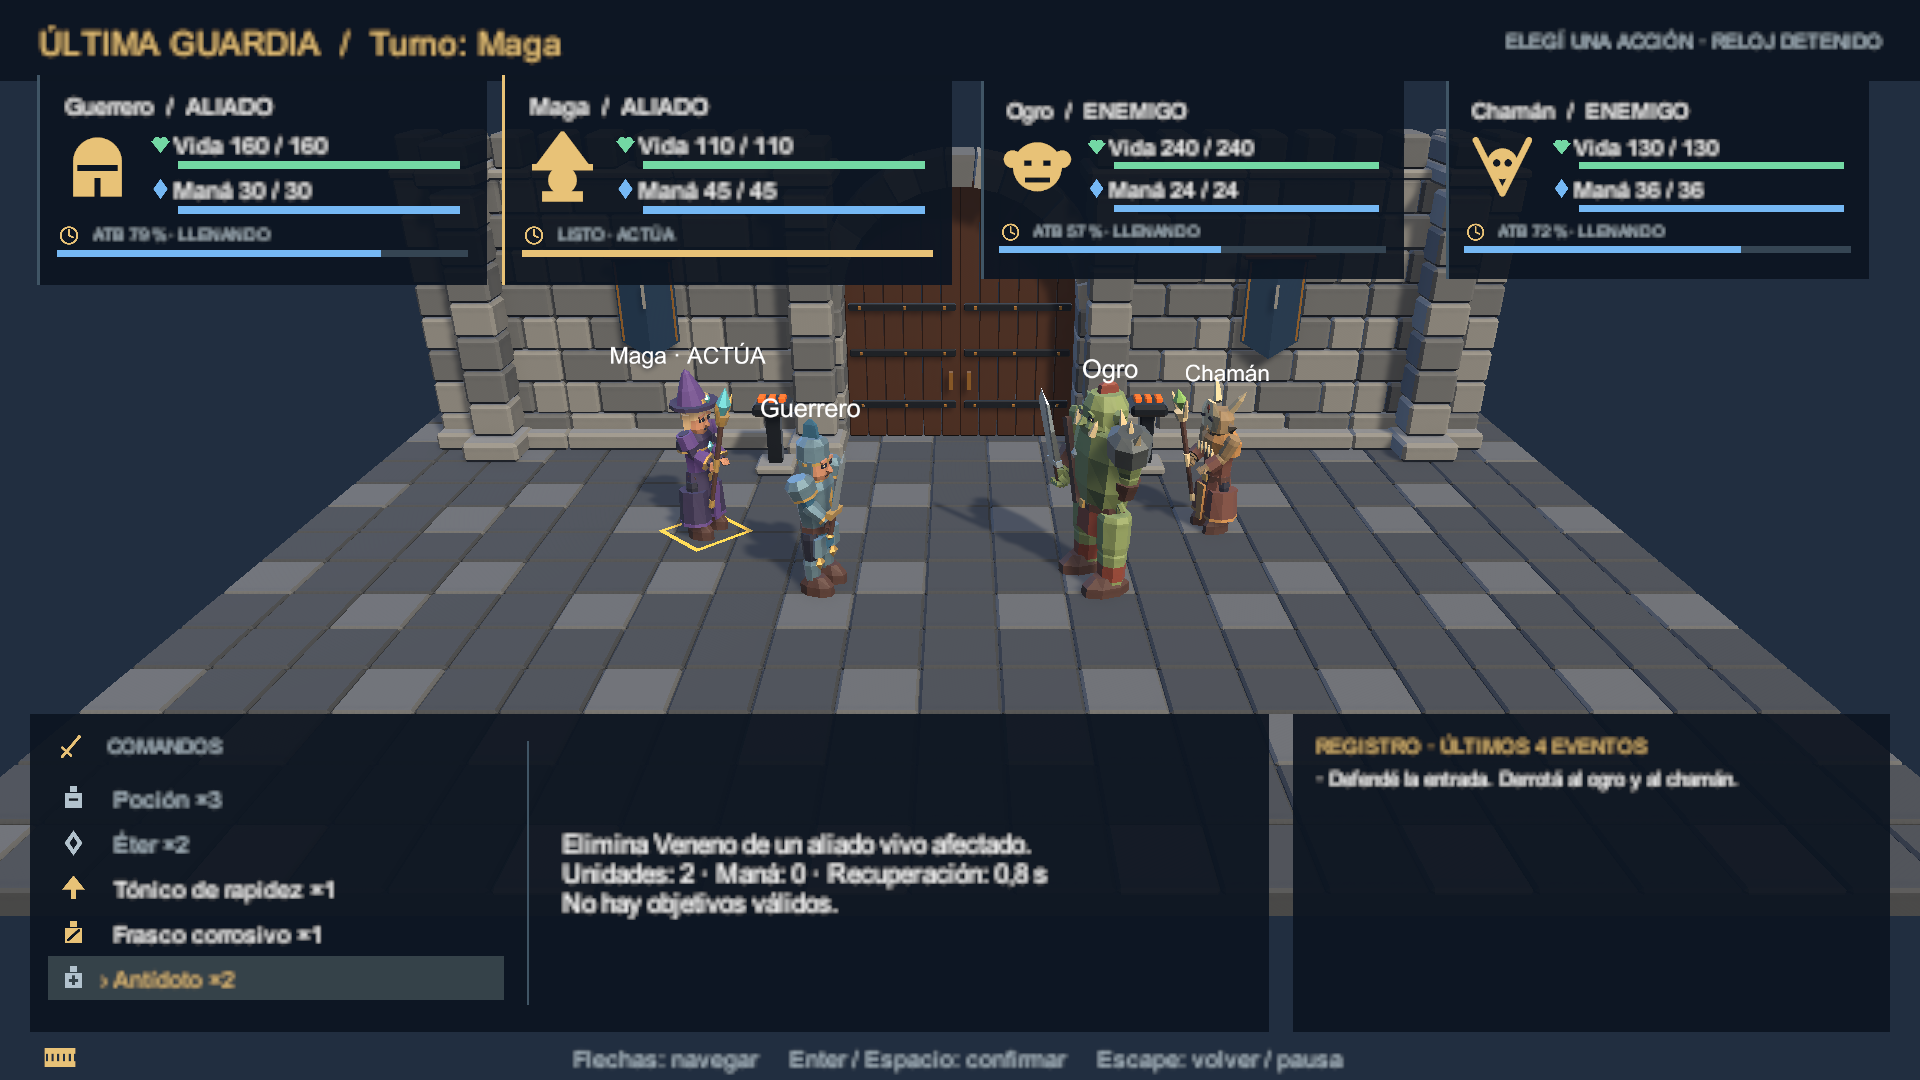 ÚLTIMA GUARDIA / Turno: Maga
ELEGÍ UNA ACCIÓN · RELOJ DETENIDO
Guerrero / ALIADO
Vida 160 / 160
Maná 30 / 30
ATB 79 % · LLENANDO
Maga / ALIADO
Vida 110 / 110
Maná 45 / 45
LISTO · ACTÚA
Ogro / ENEMIGO
Vida 240 / 240
Maná 24 / 24
ATB 57 % · LLENANDO
Chamán / ENEMIGO
Vida 130 / 130
Maná 36 / 36
ATB 72 % · LLENANDO
Maga · ACTÚA
Guerrero
Ogro
Chamán
COMANDOS
Poción ×3
Éter ×2
Tónico de rapidez ×1
Frasco corrosivo ×1
› Antídoto ×2
Elimina Veneno de un aliado vivo afectado.
Unidades: 2 · Maná: 0 · Recuperación: 0,8 s
No hay objetivos válidos.
REGISTRO · ÚLTIMOS 4 EVENTOS
· Defendé la entrada. Derrotá al ogro y al chamán.
Flechas: navegar Enter / Espacio: confirmar Escape: volver / pausa